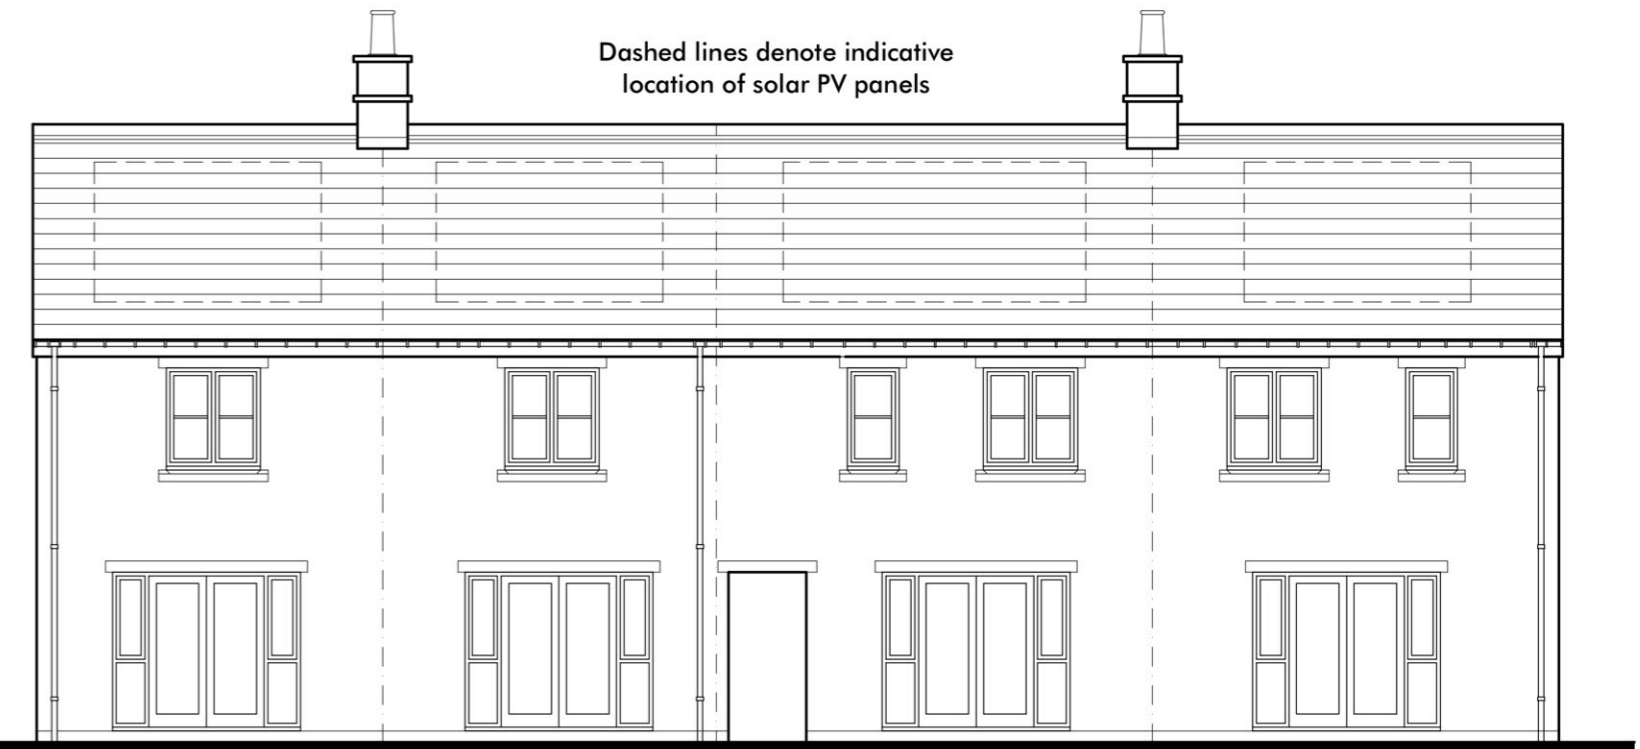 Dashed lines denote indicative
location of solar PV panels